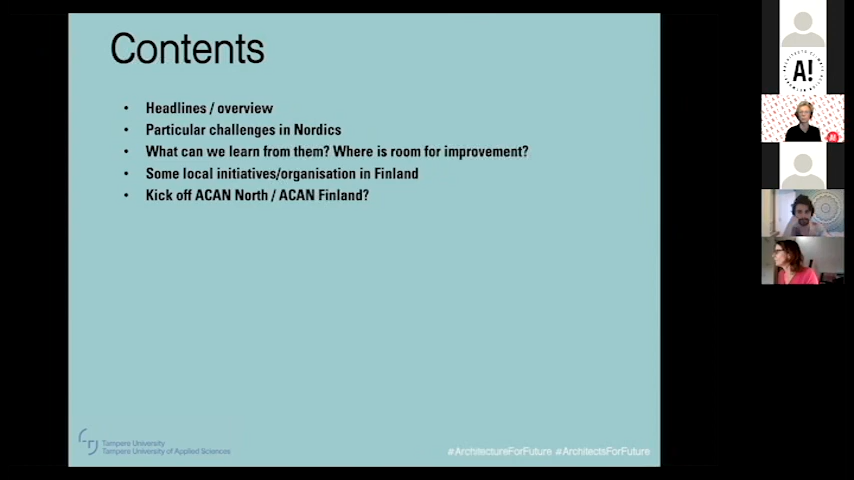 Contents
• Headlines / overview
• Particular challenges in Nordics
• What can we learn from them? Where is room for improvement?
• Some local initiatives/organisation in Finland
• Kick off ACAN North / ACAN Finland?
Tampere University
Tampere University of Applied Sciences
#ArchitectureForFuture #ArchitectsForFuture
A!